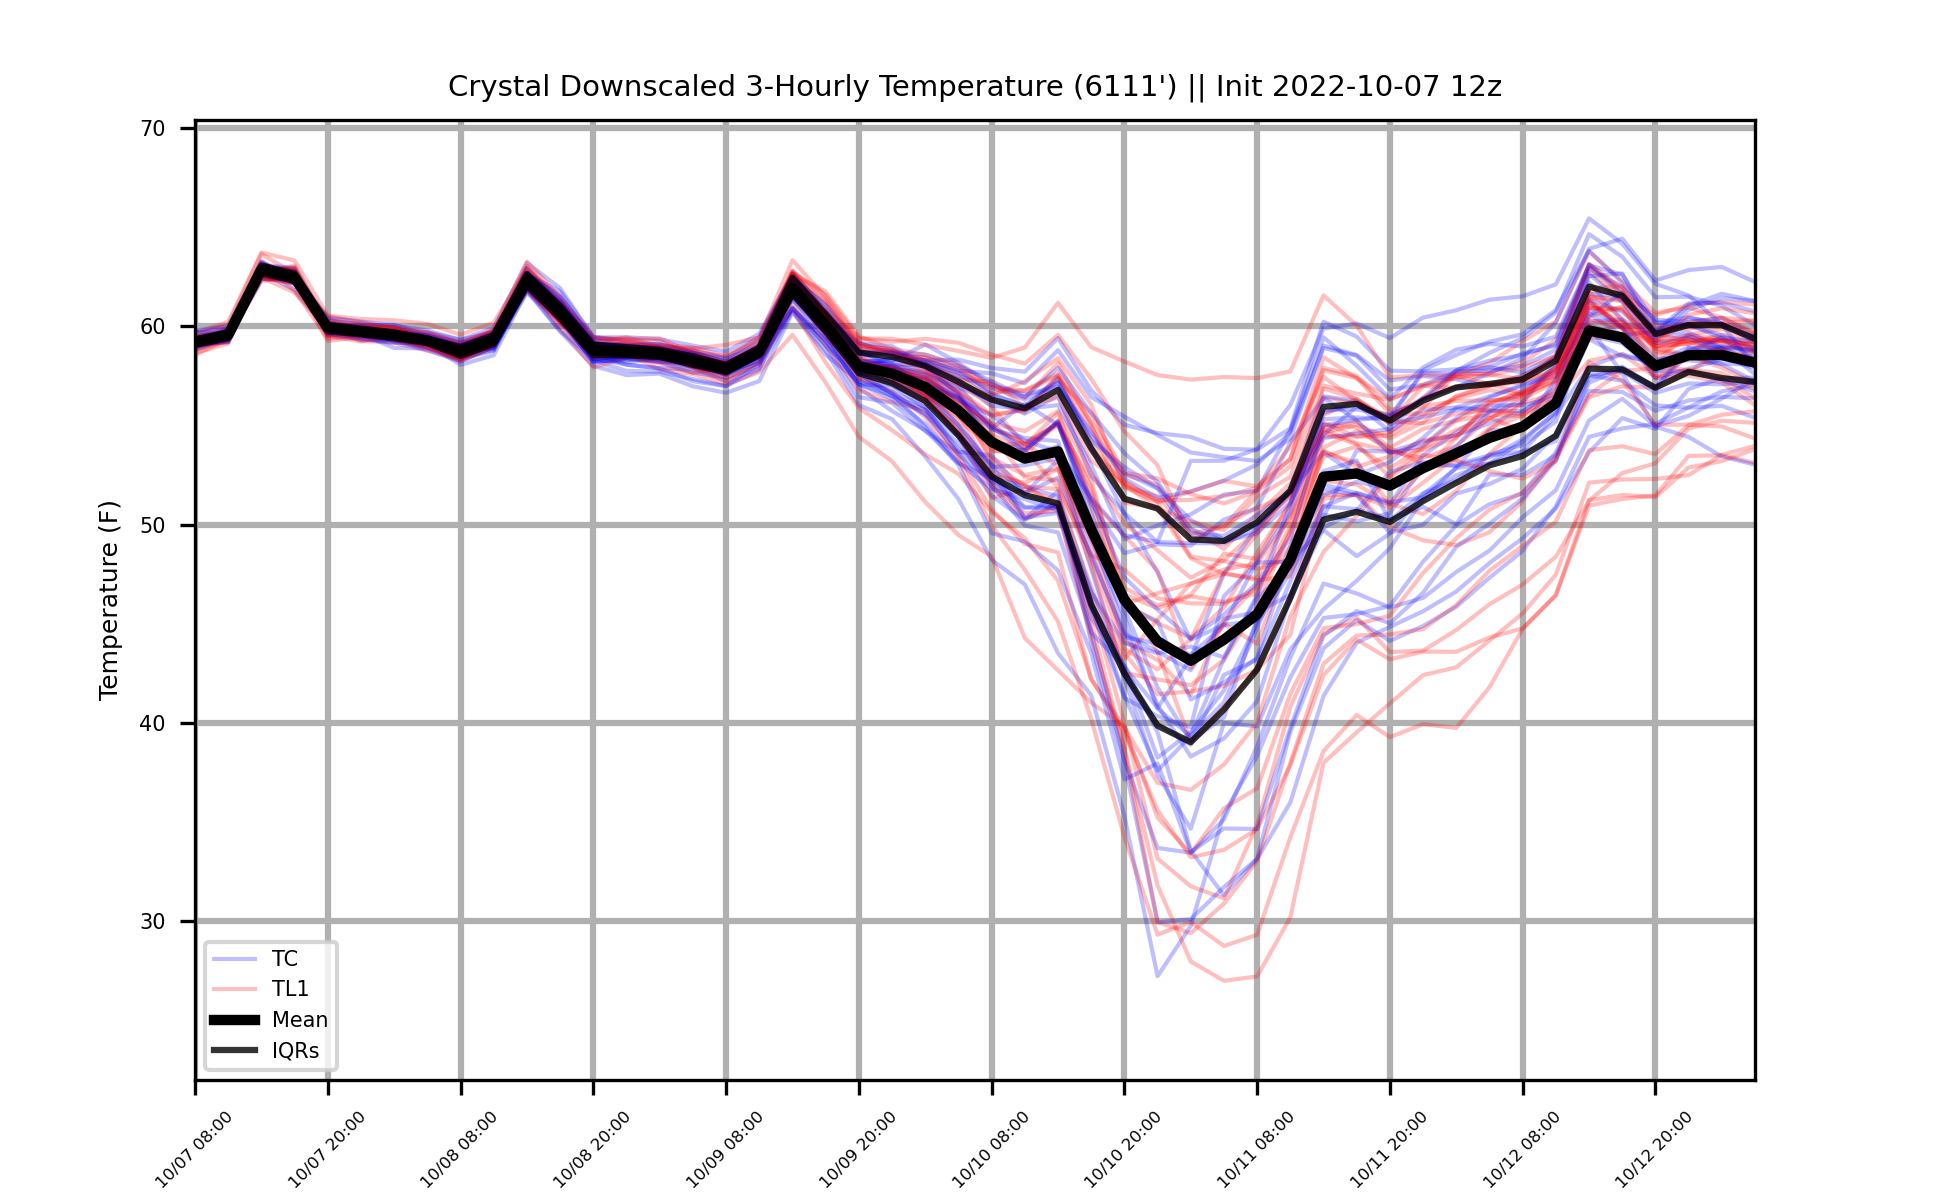 Crystal Downscaled 3-Hourly Temperature (6111') || Init 2022-10-07 12z
Temperature (F)
70
60
50
40
30
TC
TL1
Mean
IQRs
10/07 08:00
10/07 20:00
10/08 08:00
10/08 20:00
10/09 08:00
10/09 20:00
10/10 08:00
10/10 20:00
10/11 08:00
10/11 20:00
10/12 08:00
10/12 20:00